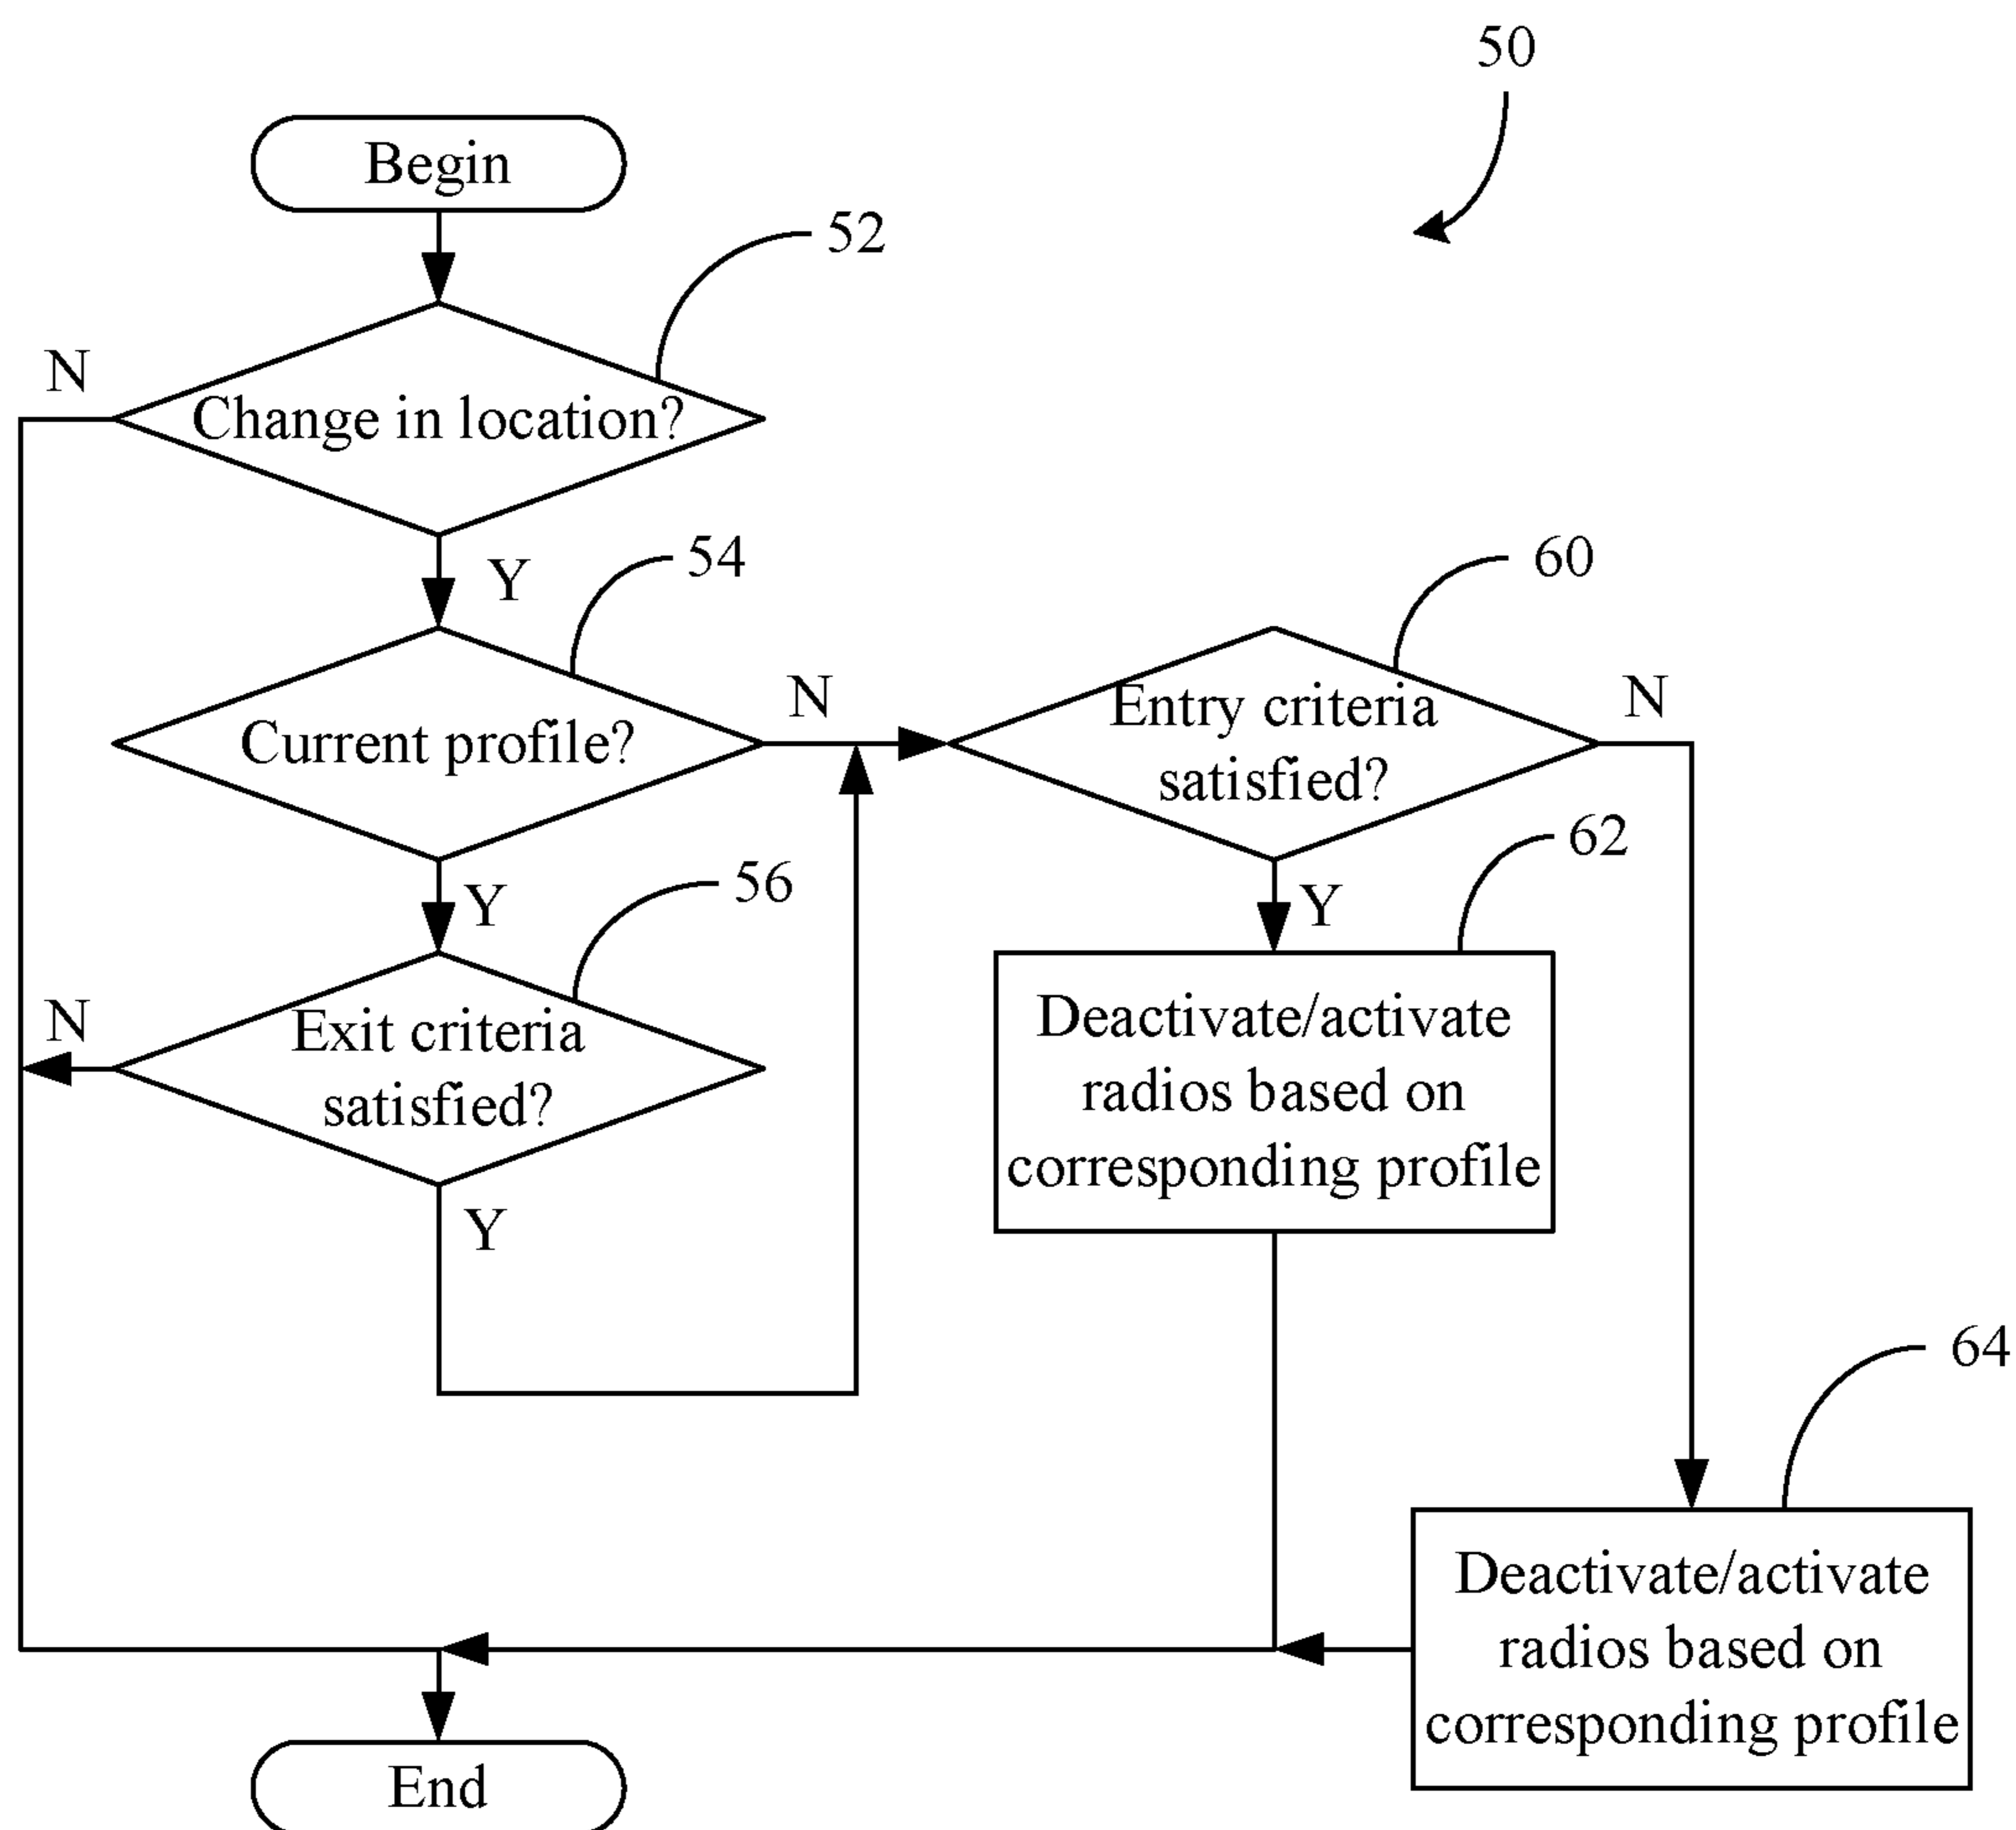 50
Begin
52
N
Change in location?
Y
54
60
N
N
Current profile?
Entry criteria
satisfied?
62
Y
56
Y
N
Exit criteria
satisfied?
Deactivate/activate
radios based on
corresponding profile
Y
64
Deactivate/activate
radios based on
corresponding profile
End